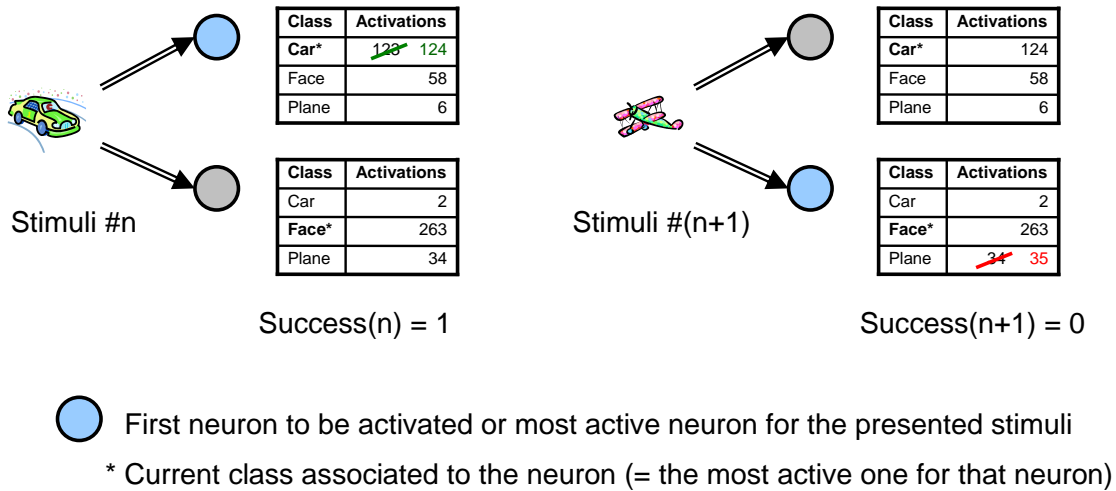 Class Activations
Car* 123 124
Face 58
Plane 6
Class Activations
Car 2
Face* 263
Plane 34
Stimuli #n
Success(n) = 1
Class Activations
Car* 124
Face 58
Plane 6
Class Activations
Car 2
Face* 263
Plane 34 35
Stimuli #(n+1)
Success(n+1) = 0
First neuron to be activated or most active neuron for the presented stimuli
* Current class associated to the neuron (= the most active one for that neuron)